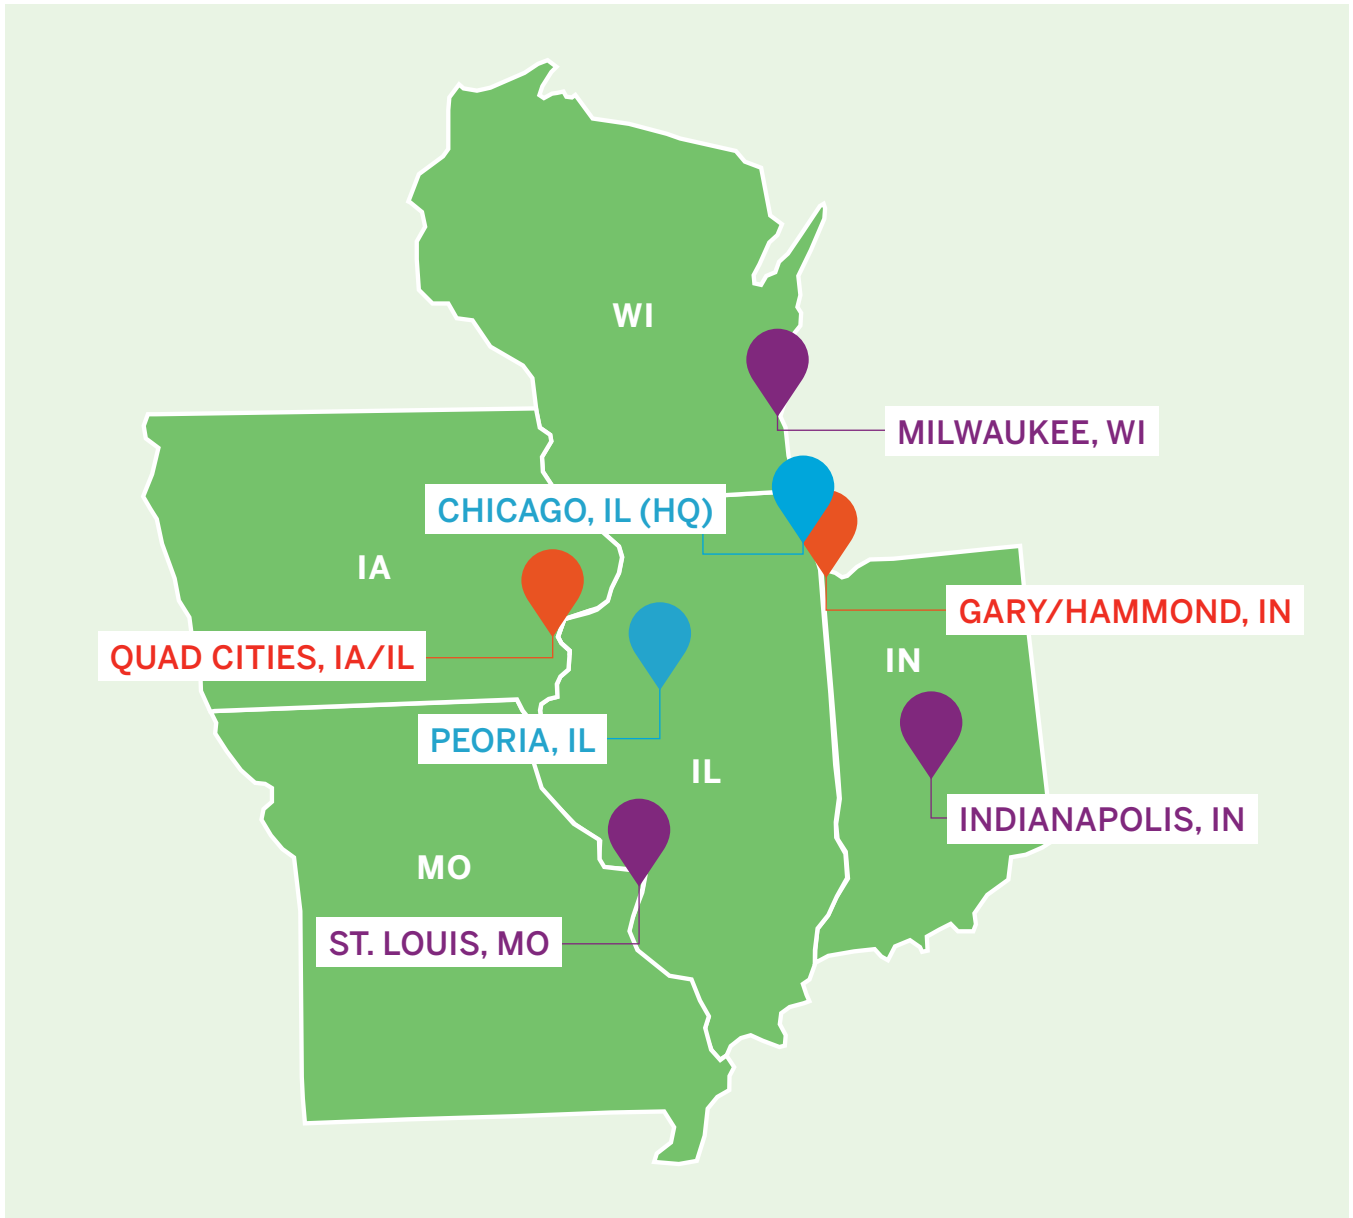 WI
MILWAUKEE, WI
CHICAGO, IL (HQ)
IA
GARY/HAMMOND, IN
QUAD CITIES, IA/IL
IN
PEORIA, IL
IL
INDIANAPOLIS, IN
MO
ST. LOUIS, MO